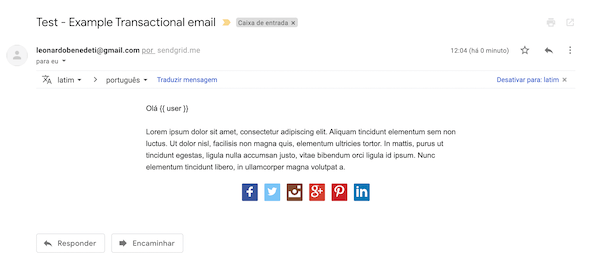 Test - Example Transactional email Caixa de entrada ×
leonardobenedeti@gmail.com por sendgrid.me 12:04 (há 0 minuto)
para eu
latim > português Traduzir mensagem Desativar para: latim ×
Olá {{ user }}
Lorem ipsum dolor sit amet, consectetur adipiscing elit. Aliquam tincidunt elementum sem non
luctus. Ut dolor nisl, facilisis non magna quis, elementum ultricies tortor. In mattis, purus ut
tincidunt egestas, ligula nulla accumsan justo, vitae bibendum orci ligula id ipsum. Nunc
elementum tincidunt libero, in ullamcorper magna volutpat a.
Responder Encaminhar